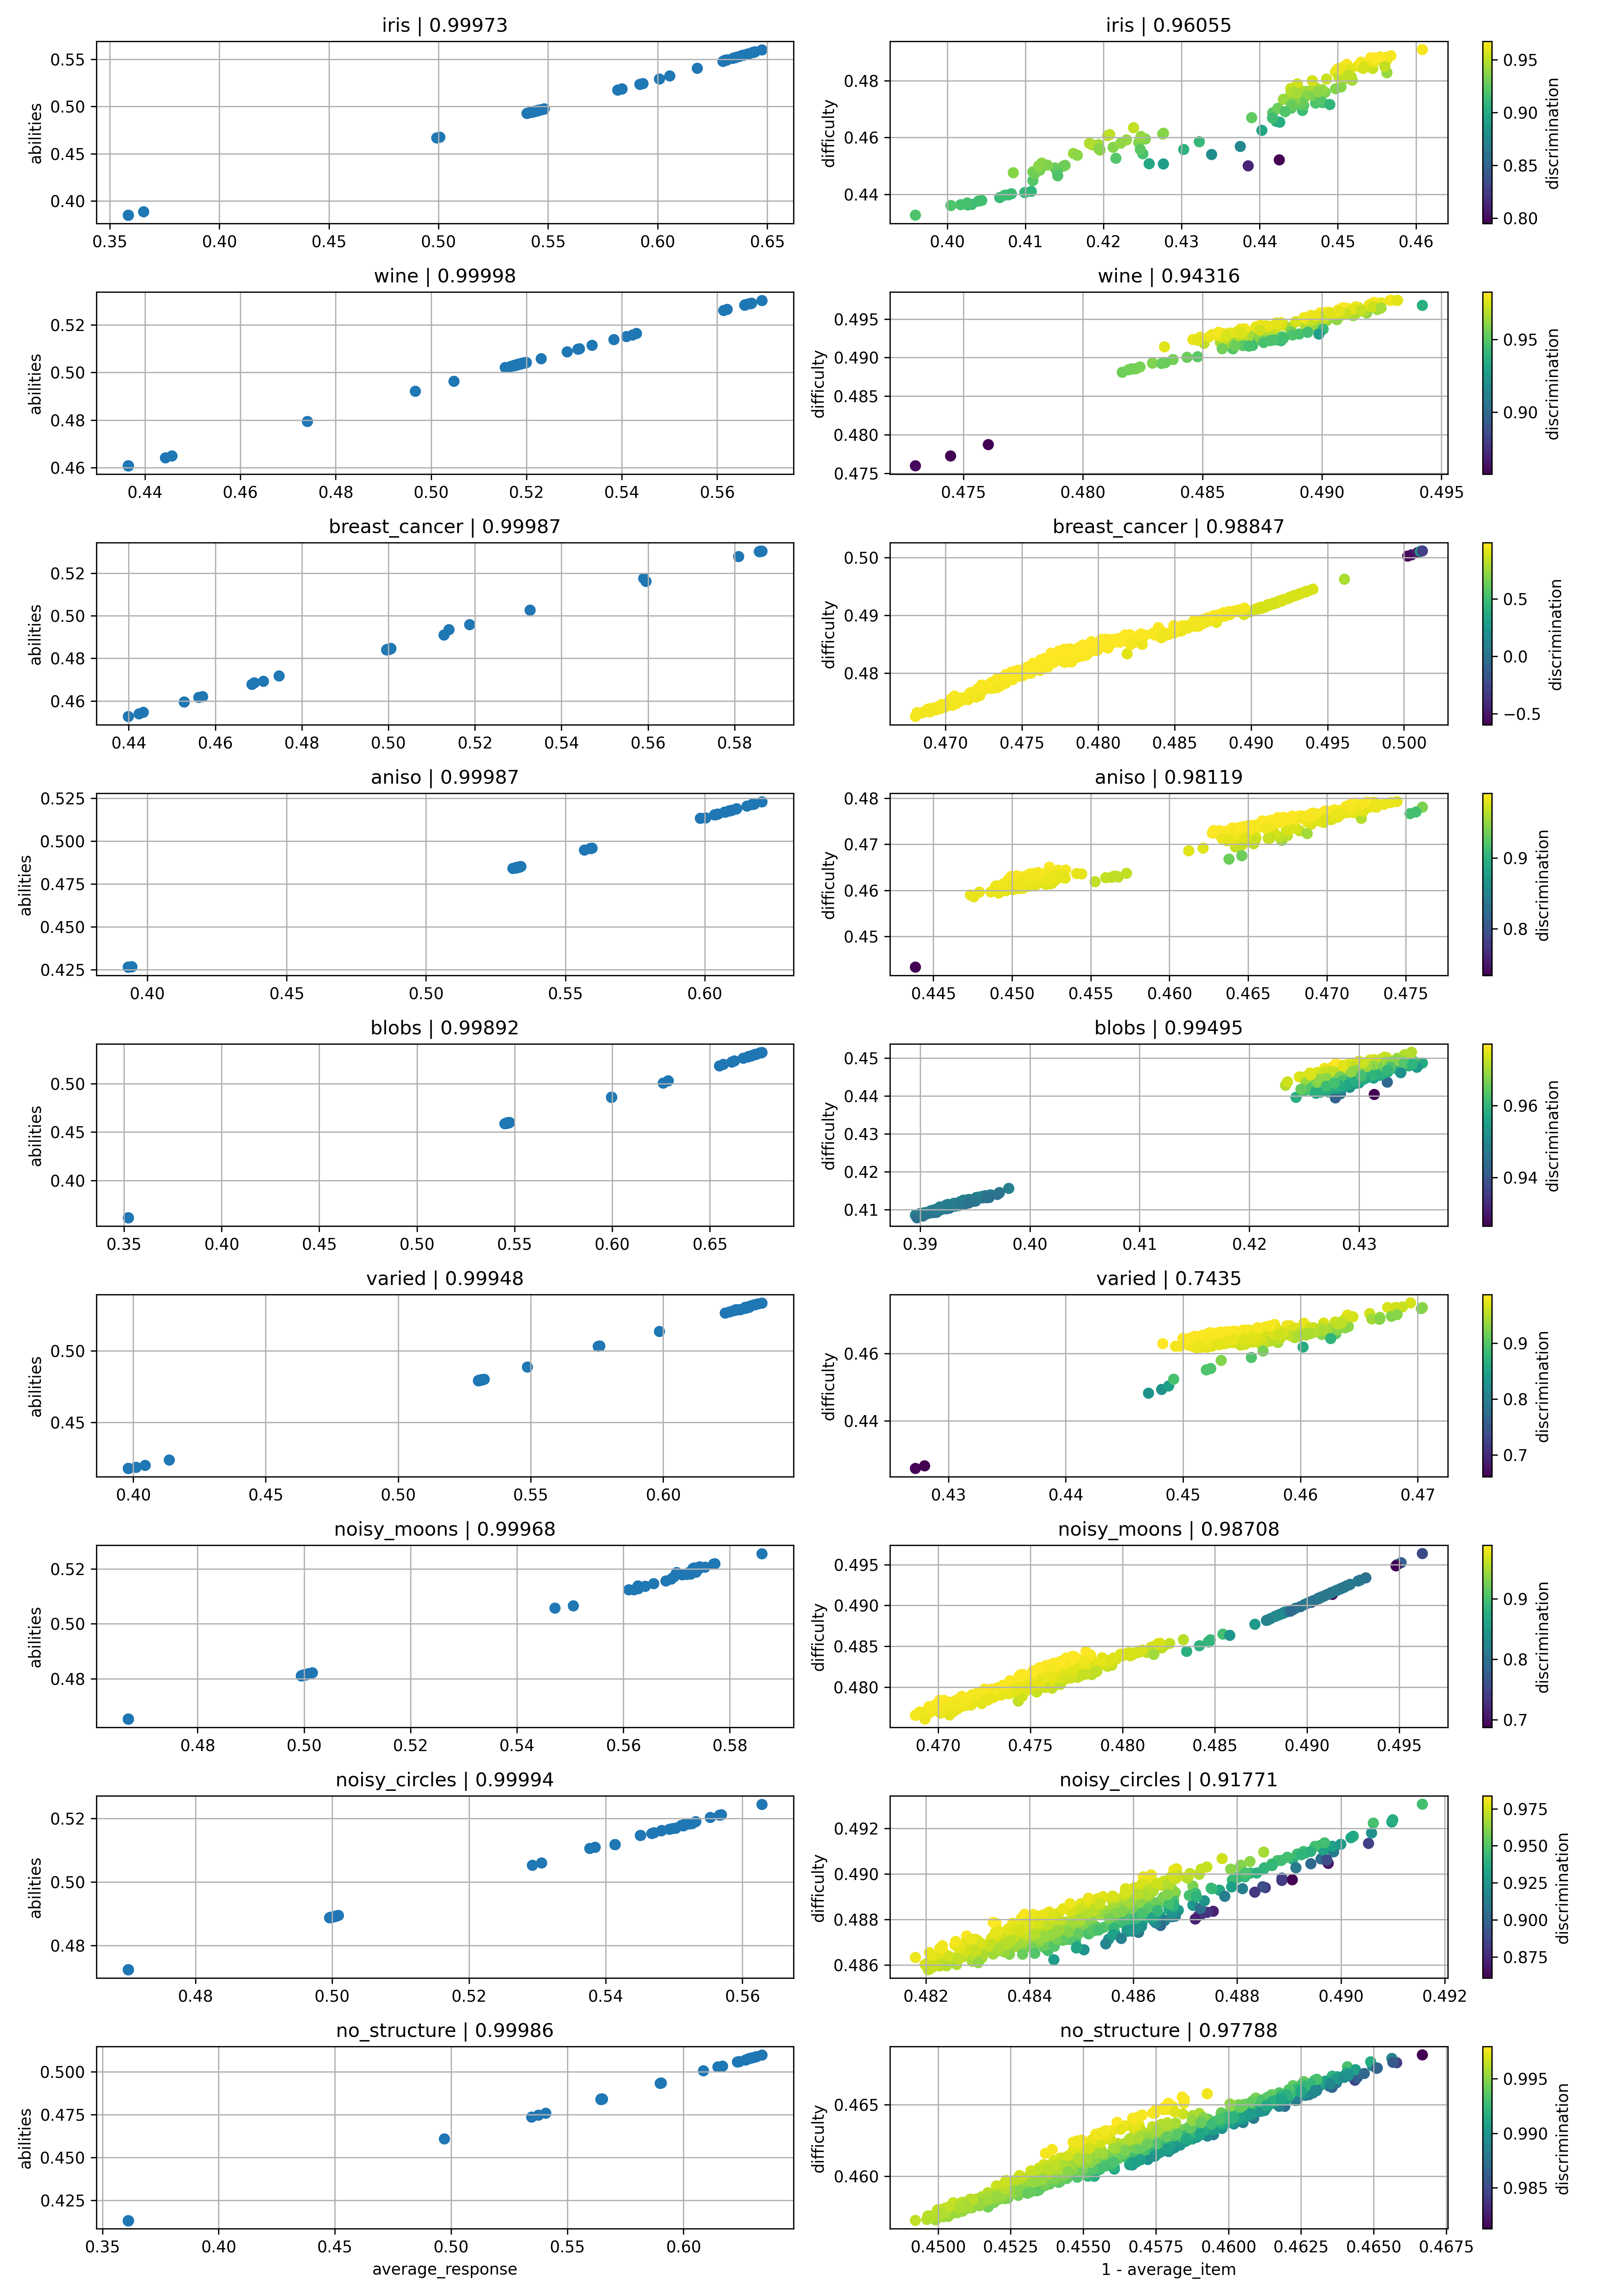 iris | 0.99973
abilities
0.55
0.50
0.45
0.40
0.35 0.40 0.45 0.50 0.55 0.60 0.65
iris | 0.96055
difficulty
0.48
0.46
0.44
0.40 0.41 0.42 0.43 0.44 0.45 0.46
0.95
0.90
0.85
0.80
discrimination
wine | 0.99998
abilities
0.52
0.50
0.48
0.46
0.44 0.46 0.48 0.50 0.52 0.54 0.56
wine | 0.94316
difficulty
0.495
0.490
0.485
0.480
0.475
0.475 0.480 0.485 0.490 0.495
0.95
0.90
discrimination
breast_cancer | 0.99987
abilities
0.52
0.50
0.48
0.46
0.44 0.46 0.48 0.50 0.52 0.54 0.56 0.58
breast_cancer | 0.98847
difficulty
0.50
0.49
0.48
0.470 0.475 0.480 0.485 0.490 0.495 0.500
0.5
0.0
−0.5
discrimination
aniso | 0.99987
abilities
0.525
0.500
0.475
0.450
0.425
0.40 0.45 0.50 0.55 0.60
aniso | 0.98119
difficulty
0.48
0.47
0.46
0.45
0.445 0.450 0.455 0.460 0.465 0.470 0.475
0.9
0.8
discrimination
blobs | 0.99892
abilities
0.50
0.45
0.40
0.35 0.40 0.45 0.50 0.55 0.60 0.65
blobs | 0.99495
difficulty
0.45
0.44
0.43
0.42
0.41
0.39 0.40 0.41 0.42 0.43
0.96
0.94
discrimination
varied | 0.99948
abilities
0.50
0.45
0.40 0.45 0.50 0.55 0.60
varied | 0.7435
difficulty
0.46
0.44
0.43 0.44 0.45 0.46 0.47
0.9
0.8
0.7
discrimination
noisy_moons | 0.99968
abilities
0.52
0.50
0.48
0.48 0.50 0.52 0.54 0.56 0.58
noisy_moons | 0.98708
difficulty
0.495
0.490
0.485
0.480
0.470 0.475 0.480 0.485 0.490 0.495
0.9
0.8
0.7
discrimination
noisy_circles | 0.99994
abilities
0.52
0.50
0.48
0.48 0.50 0.52 0.54 0.56
noisy_circles | 0.91771
difficulty
0.492
0.490
0.488
0.486
0.482 0.484 0.486 0.488 0.490 0.492
0.975
0.950
0.925
0.900
0.875
discrimination
no_structure | 0.99986
abilities
0.500
0.475
0.450
0.425
0.35 0.40 0.45 0.50 0.55 0.60
average_response
no_structure | 0.97788
difficulty
0.465
0.460
0.4500 0.4525 0.4550 0.4575 0.4600 0.4625 0.4650 0.4675
1 - average_item
0.995
0.990
0.985
discrimination